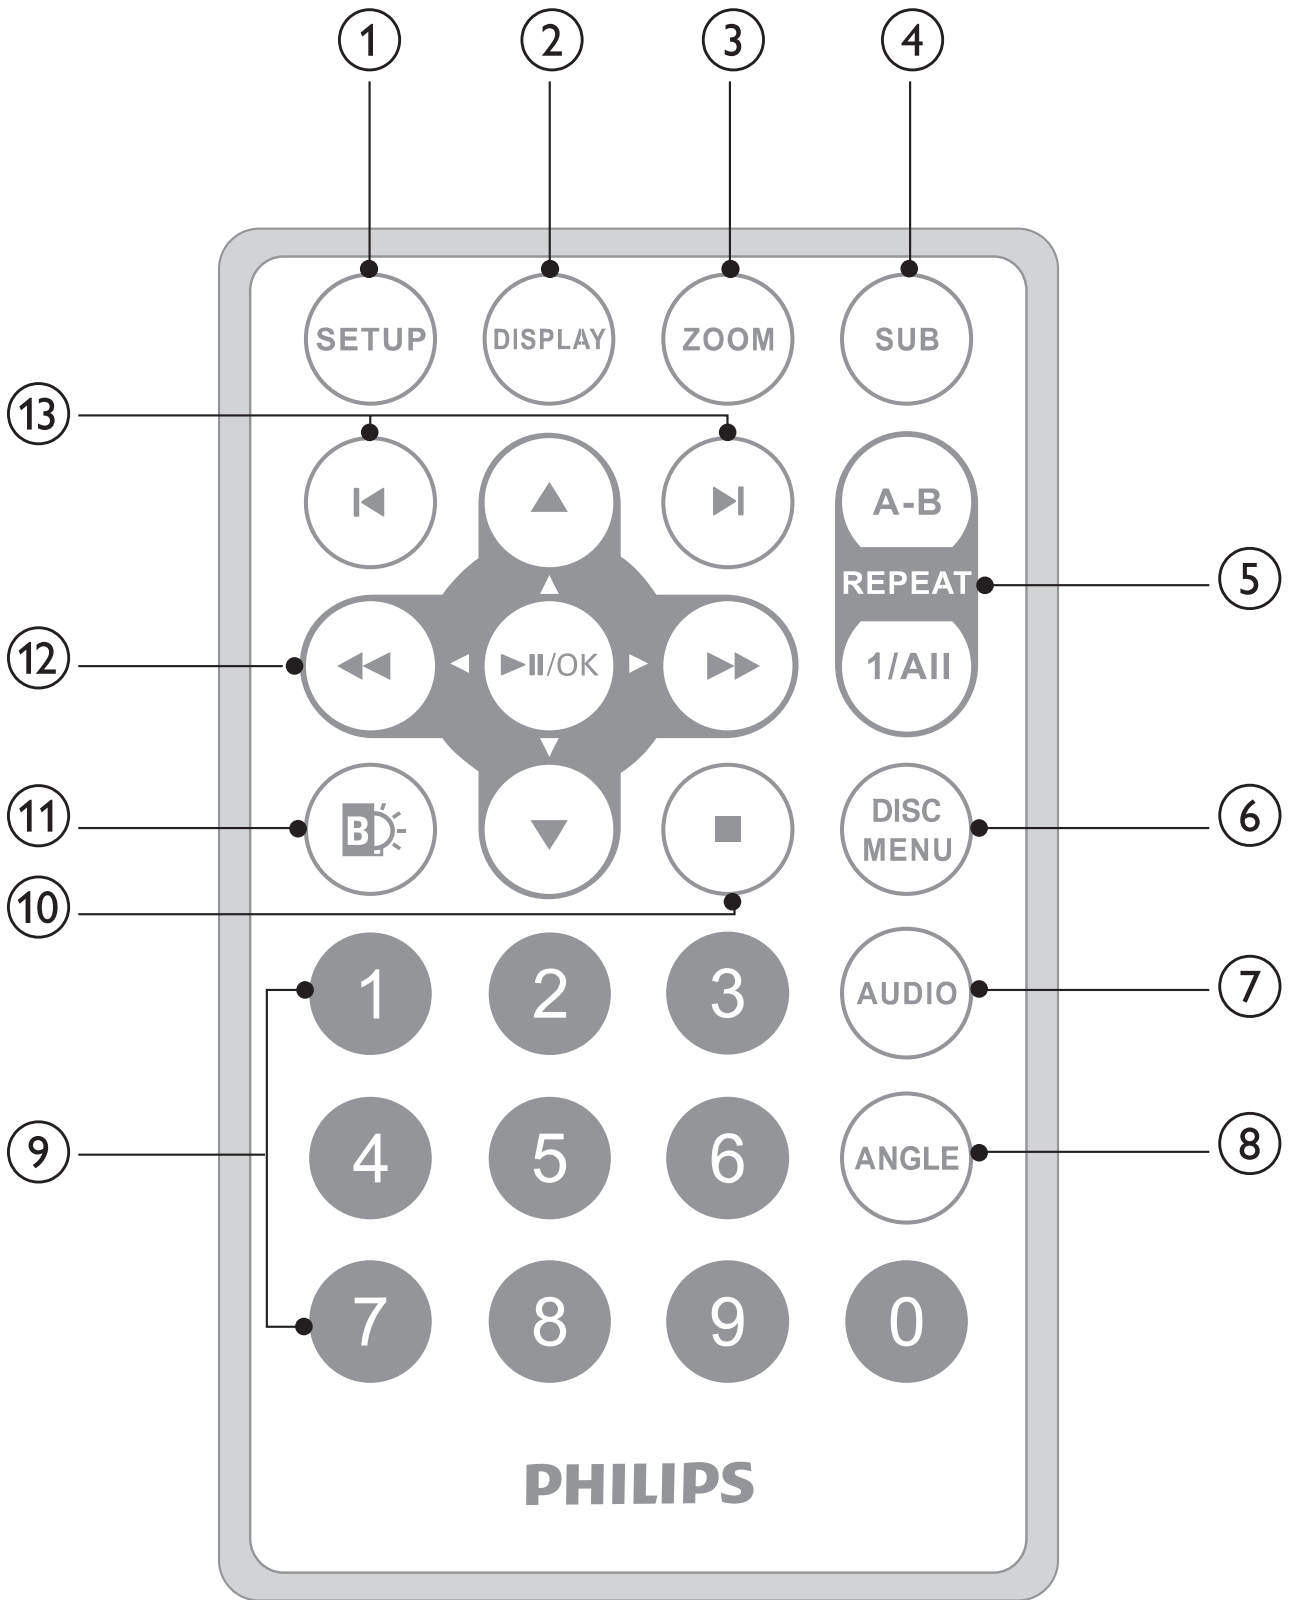 1 2 3 4
SETUP DISPLAY ZOOM SUB
13
A-B
REPEAT 5
12 /OK 1/All
11 B DISC MENU 6
10
1 2 3 AUDIO 7
9 4 5 6 ANGLE 8
7 8 9 0
PHILIPS